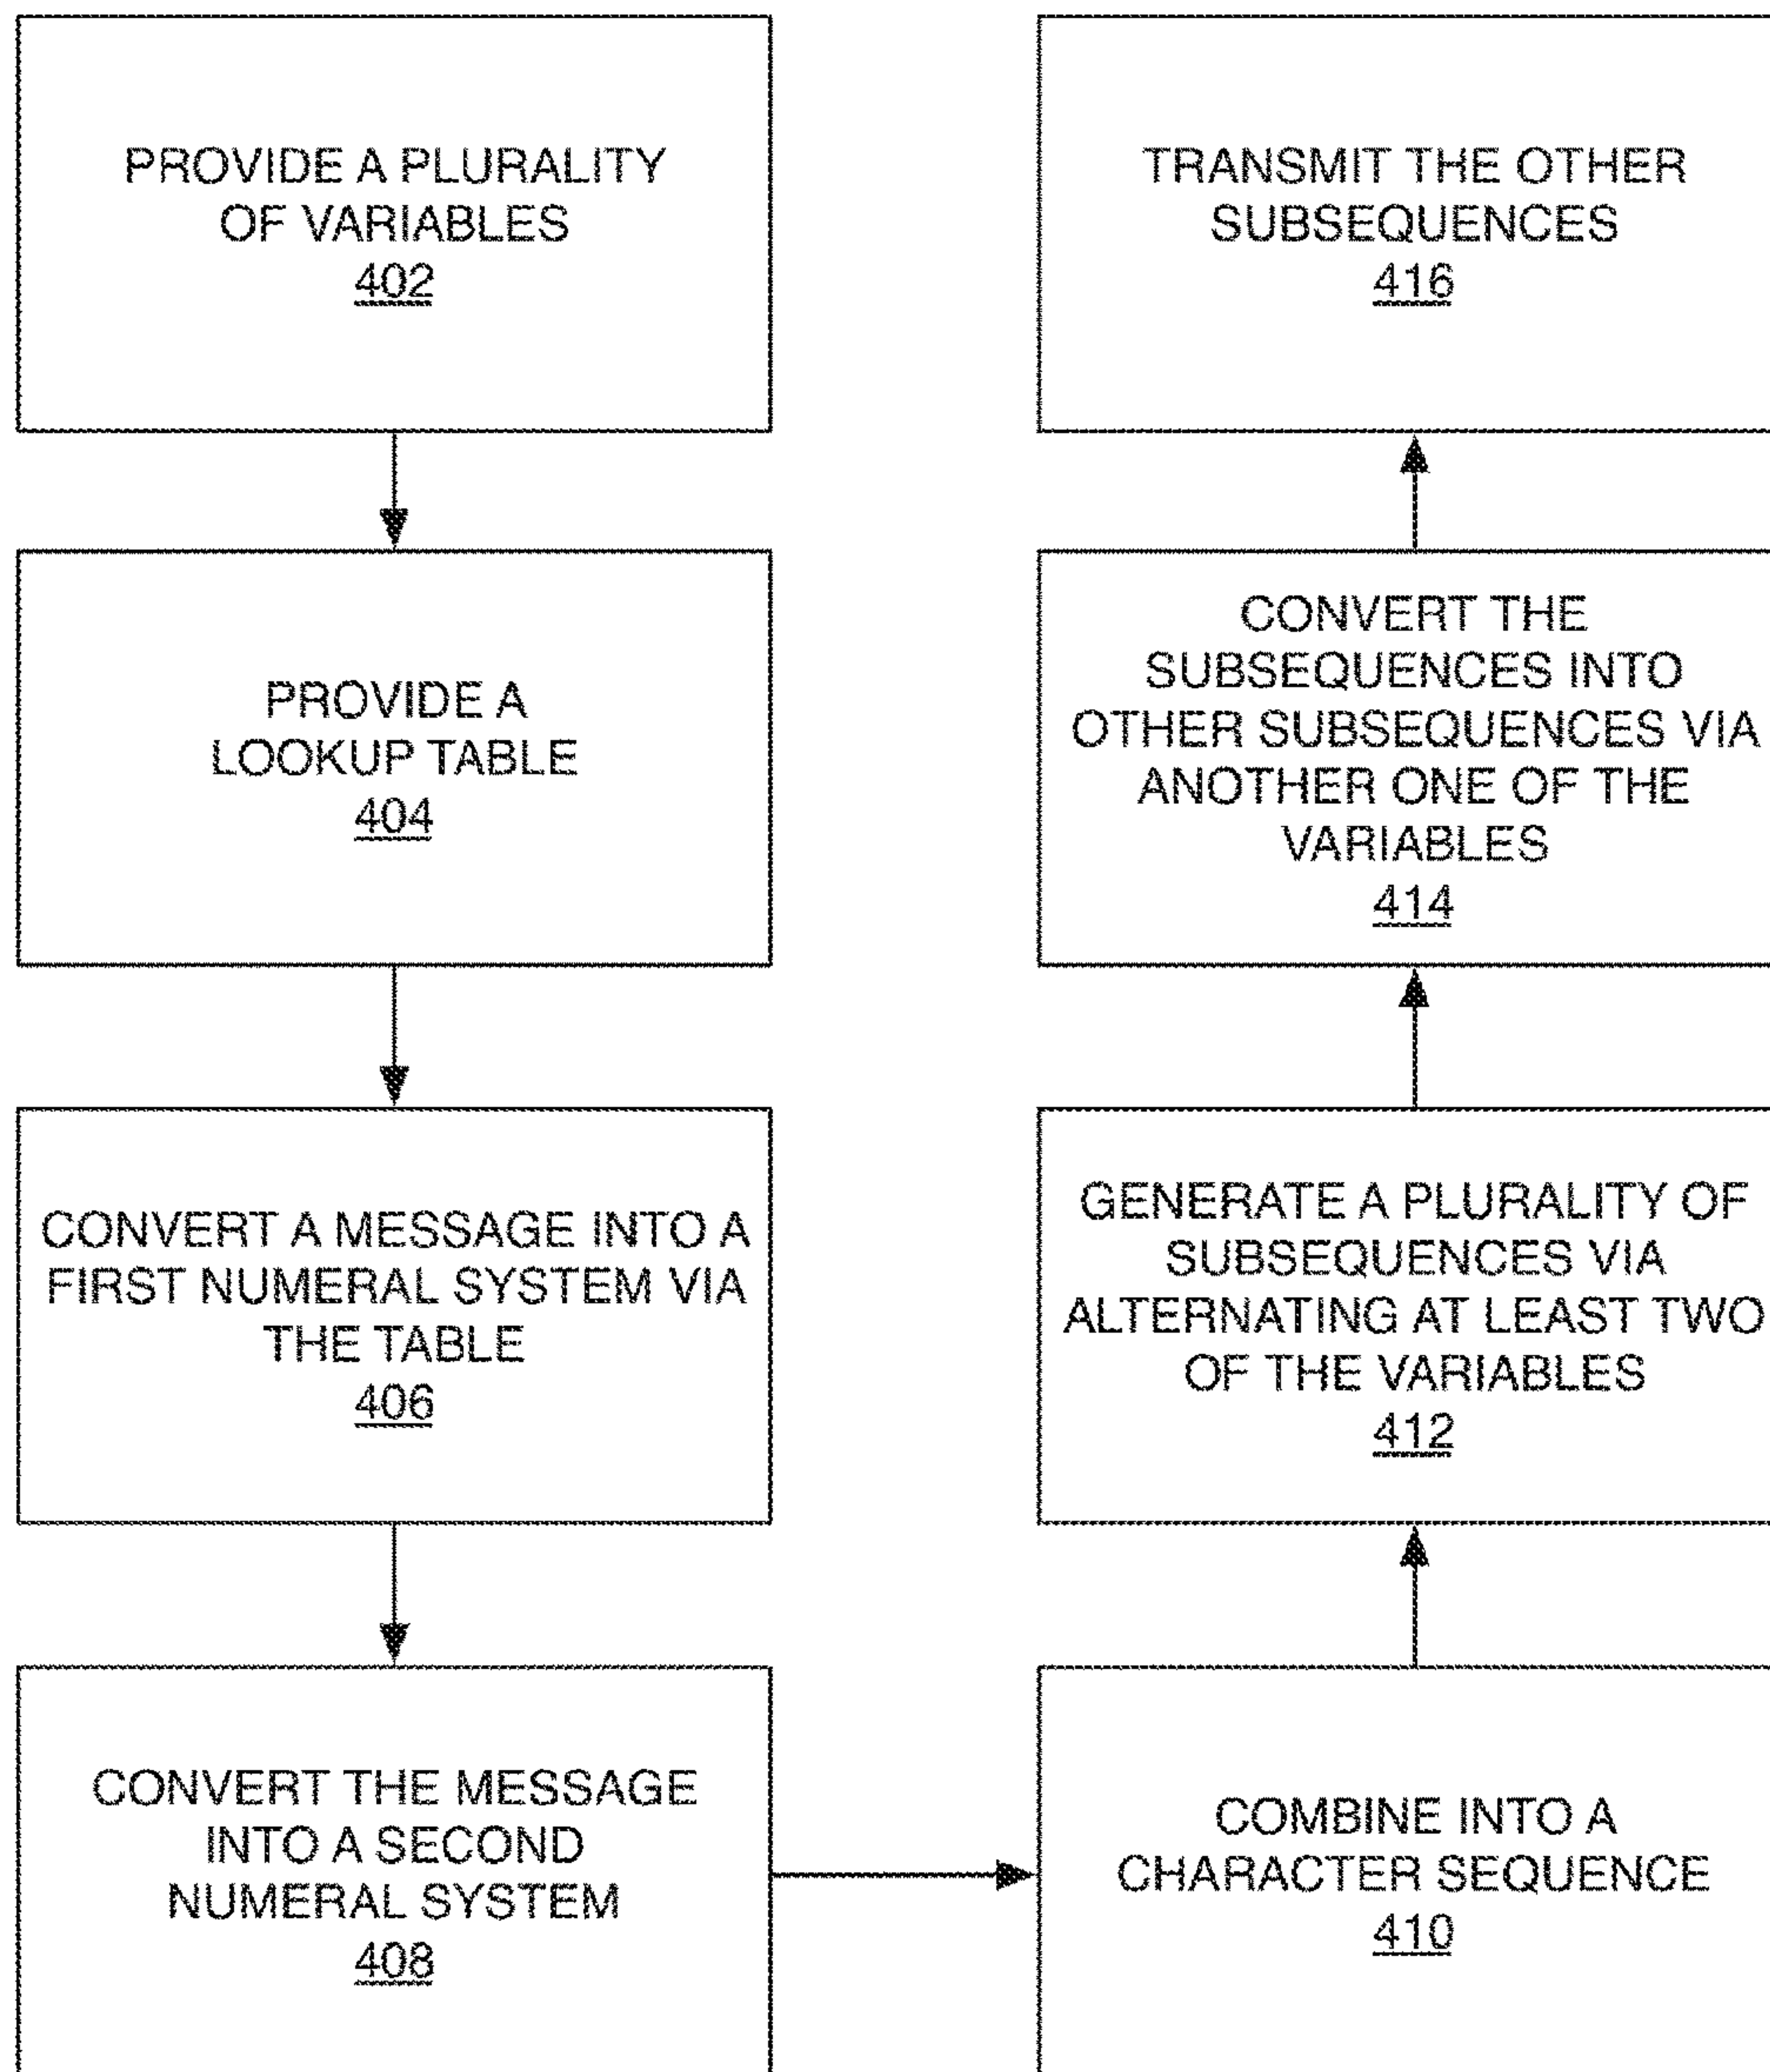 PROVIDE A PLURALITY
OF VARIABLES
402
PROVIDE A
LOOKUP TABLE
404
CONVERT A MESSAGE INTO A
FIRST NUMERAL SYSTEM VIA
THE TABLE
406
CONVERT THE MESSAGE
INTO A SECOND
NUMERAL SYSTEM
408
COMBINE INTO A
CHARACTER SEQUENCE
410
GENERATE A PLURALITY OF
SUBSEQUENCES VIA
ALTERNATING AT LEAST TWO
OF THE VARIABLES
412
CONVERT THE
SUBSEQUENCES INTO
OTHER SUBSEQUENCES VIA
ANOTHER ONE OF THE
VARIABLES
414
TRANSMIT THE OTHER
SUBSEQUENCES
416